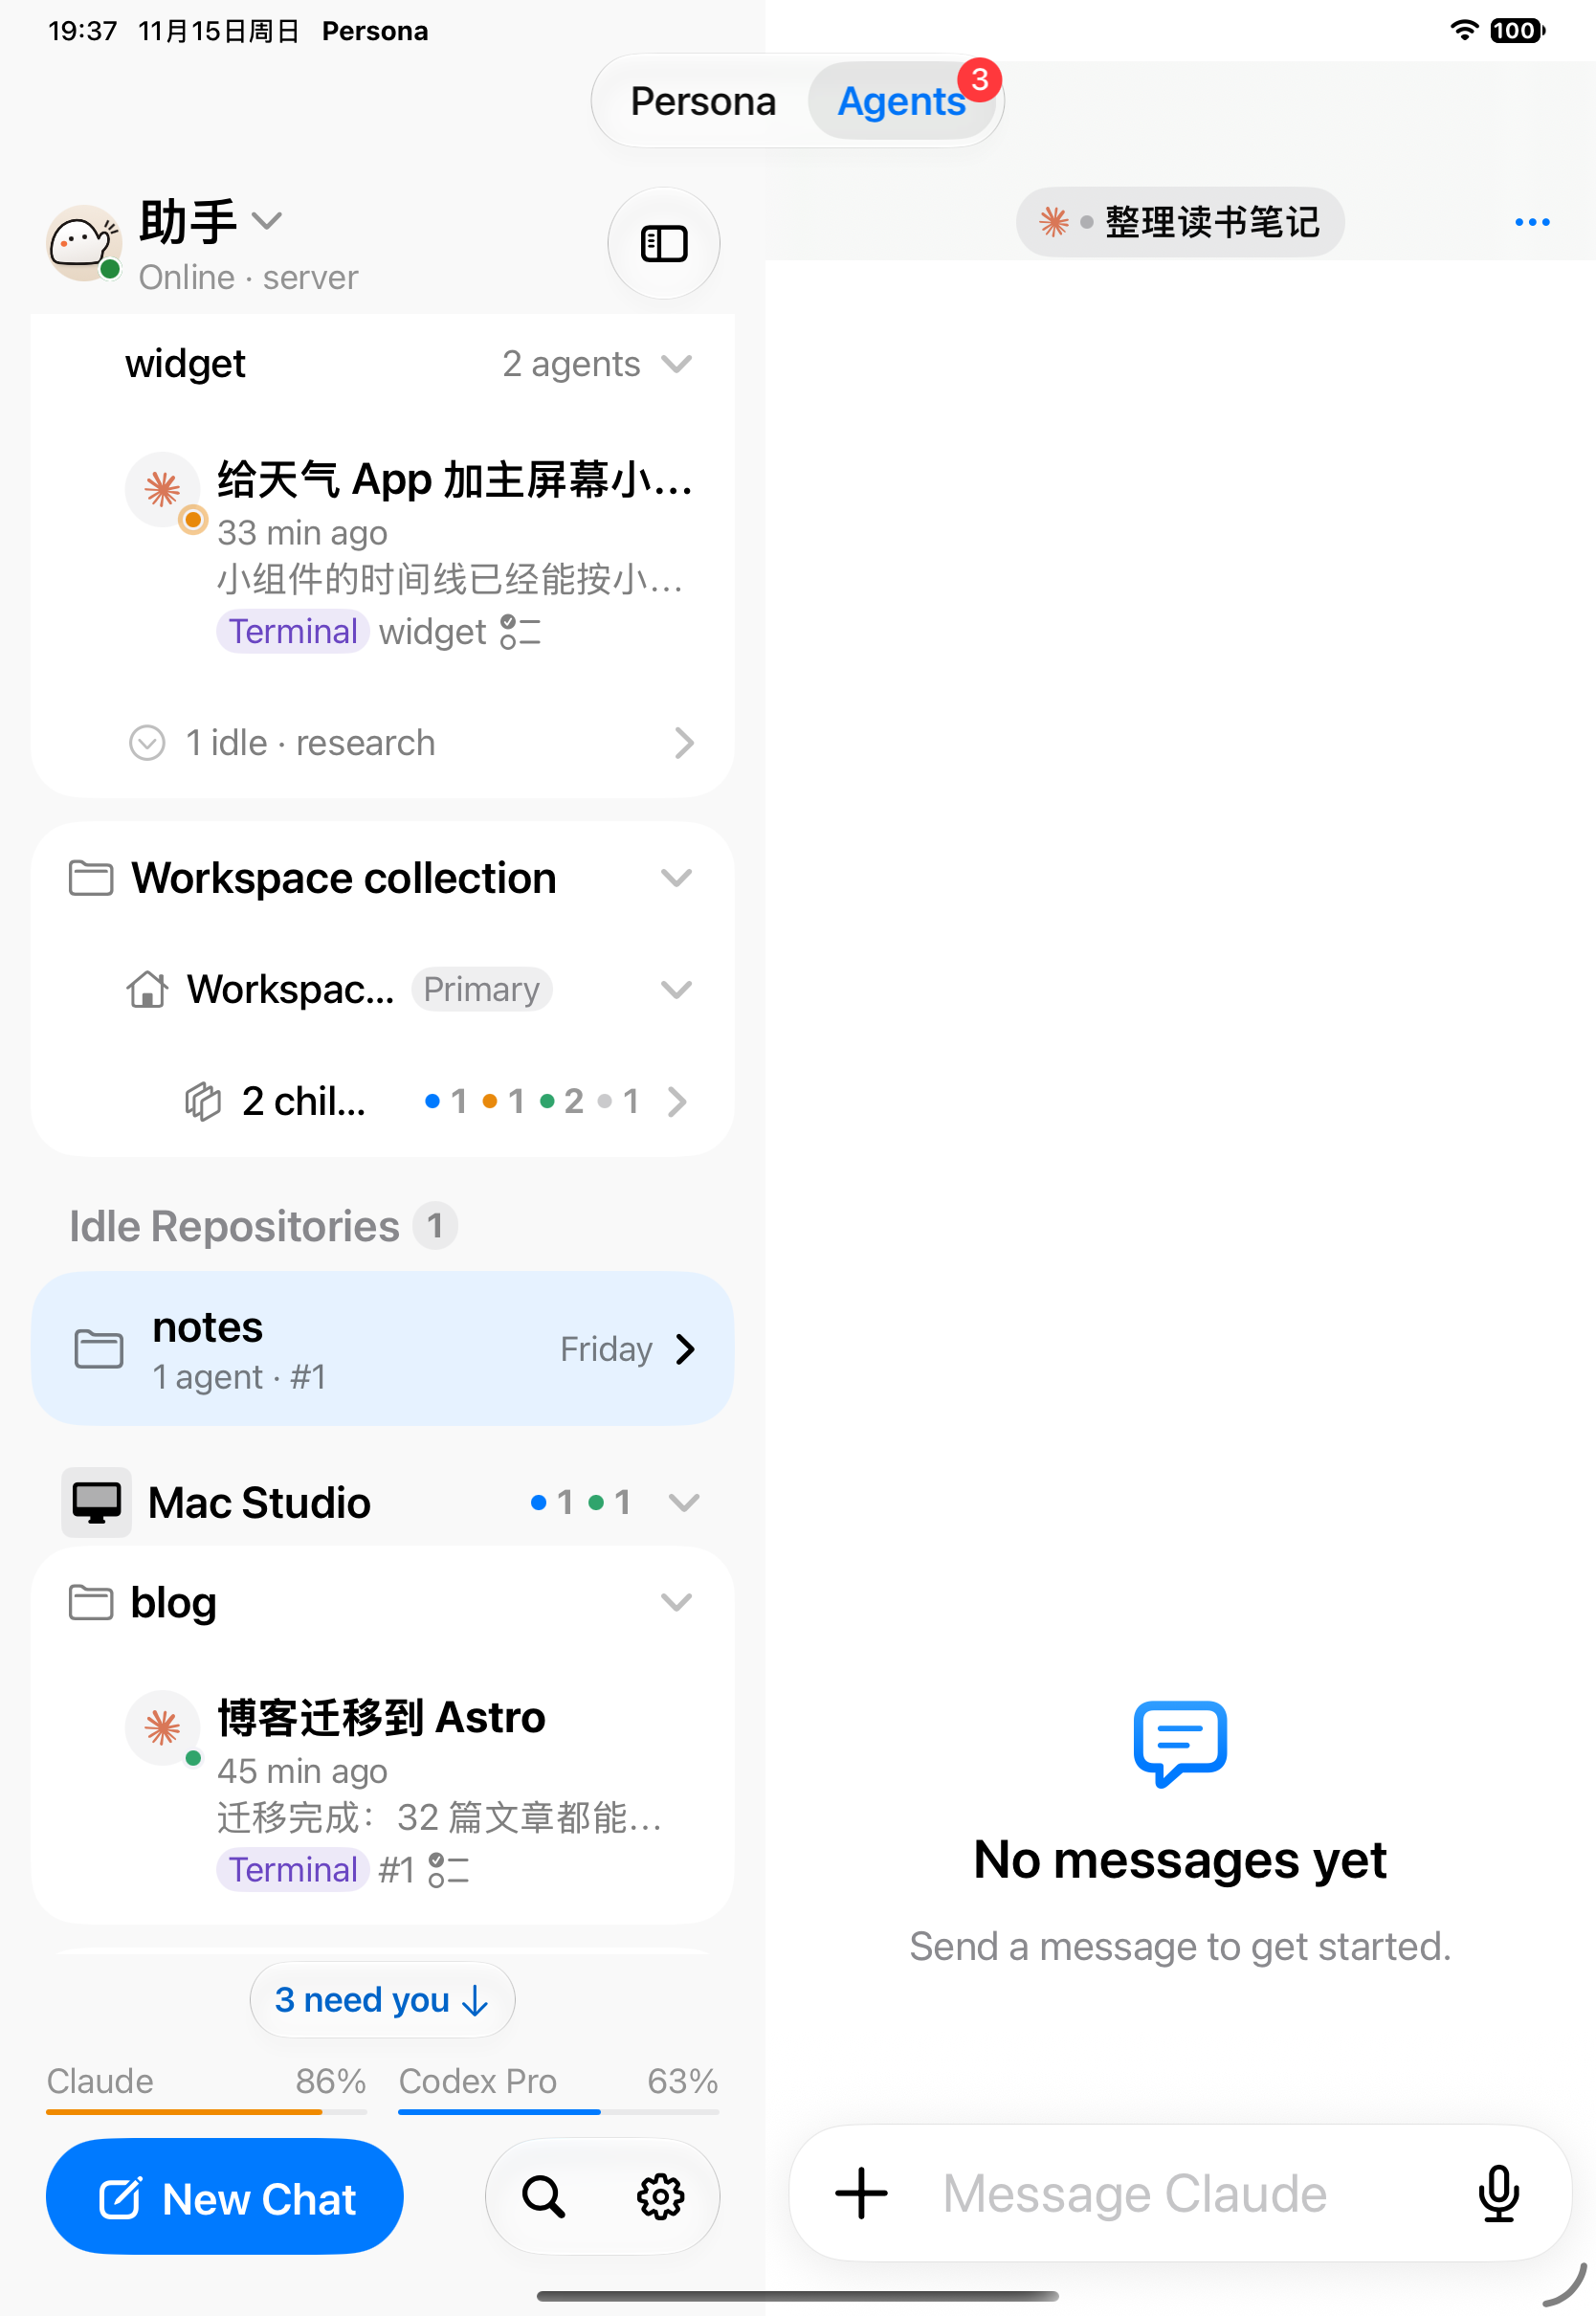 19:37 11月15日周日 Persona
100
Persona
Agents
3
助手
Online · server
整理读书笔记
widget
2 agents
给天气 App 加主屏幕小...
33 min ago
小组件的时间线已经能按小...
Terminal widget
1 idle · research
Workspace collection
Workspac... Primary
2 chil... 1 1 2 1
Idle Repositories 1
notes
1 agent · #1
Friday
Mac Studio 1 1
blog
博客迁移到 Astro
45 min ago
迁移完成：32 篇文章都能...
Terminal #1
3 need you ↓
Claude 86%
Codex Pro 63%
New Chat
No messages yet
Send a message to get started.
Message Claude